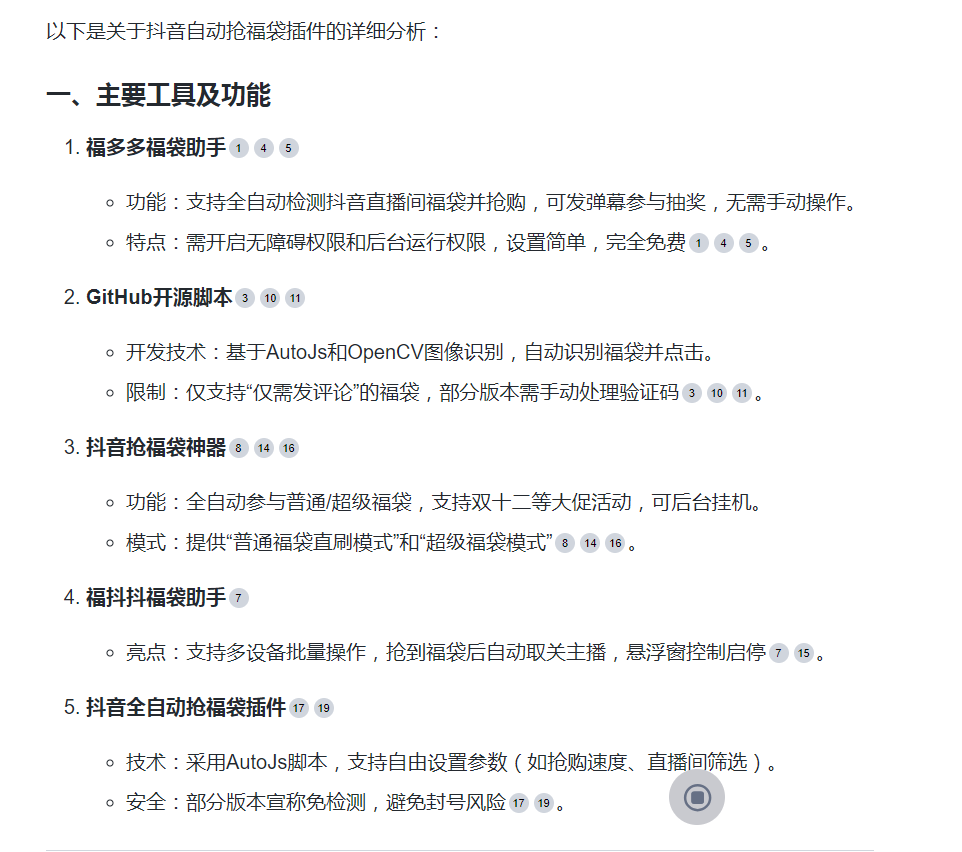 以下是关于抖音自动抢福袋插件的详细分析：
一、主要工具及功能
1. 福多多福袋助手 1 4 5
功能：支持全自动检测抖音直播间福袋并抢购，可发弹幕参与抽奖，无需手动操作。
特点：需开启无障碍权限和后台运行权限，设置简单，完全免费 1 4 5 。
2. GitHub开源脚本 3 10 11
开发技术：基于AutoJs和OpenCV图像识别，自动识别福袋并点击。
限制：仅支持“仅需发评论”的福袋，部分版本需手动处理验证码 3 10 11 。
3. 抖音抢福袋神器 8 14 16
功能：全自动参与普通/超级福袋，支持双十二等大促活动，可后台挂机。
模式：提供“普通福袋直刷模式”和“超级福袋模式” 8 14 16 。
4. 福抖抖福袋助手 7
亮点：支持多设备批量操作，抢到福袋后自动取关主播，悬浮窗控制启停 7 15 。
5. 抖音全自动抢福袋插件 17 19
技术：采用AutoJs脚本，支持自由设置参数（如抢购速度、直播间筛选）。
安全：部分版本宣称免检测，避免封号风险 17 19 。